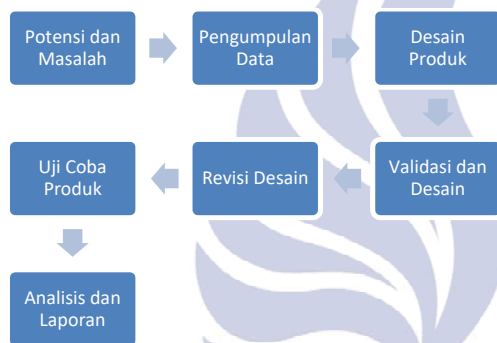 Potensi dan
Masalah
Pengumpulan
Data
Desain
Produk
Validasi dan
Desain
Revisi Desain
Uji Coba
Produk
Analisis dan
Laporan